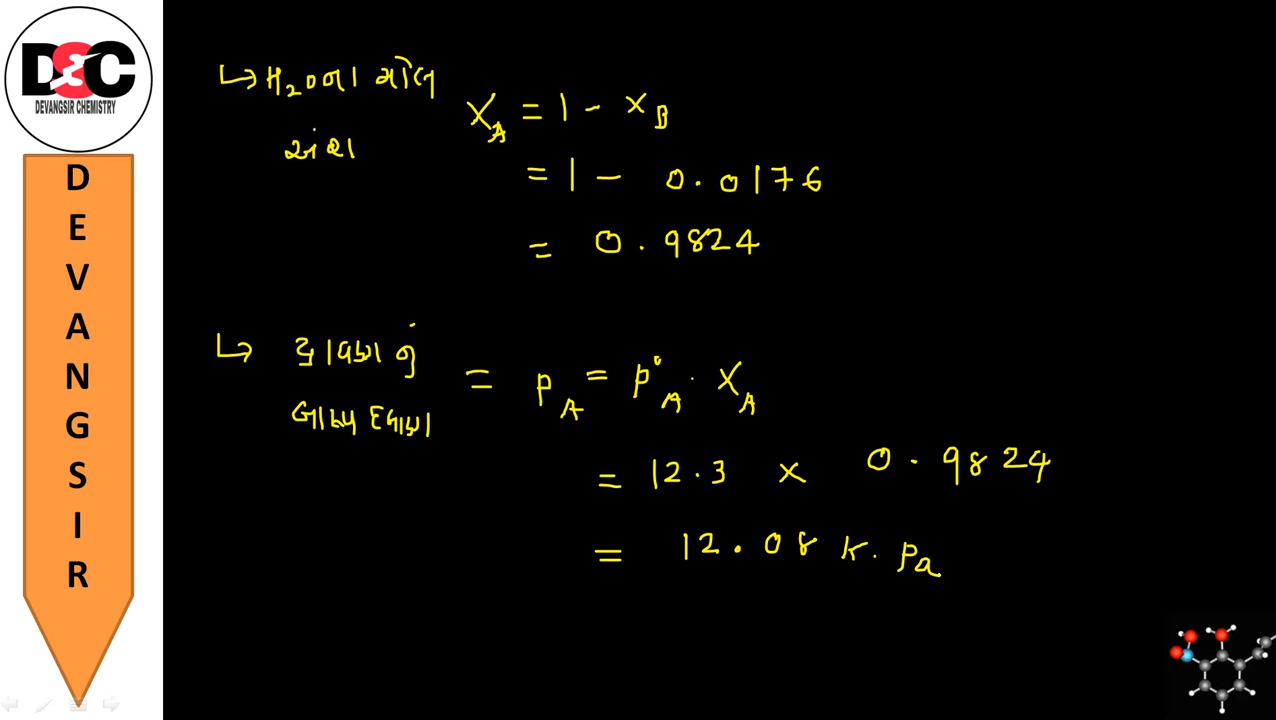 DSC
DEVANGSIR CHEMISTRY
D
E
V
A
N
G
S
I
R
↳ H₂Oના મોલ
અંશ
X_A = 1 - x_B
= 1 - 0.0176
= 0.9824
↳ દ્રાવણનું
બાષ્પ દબાણ
= P_A = P°_A · X_A
= 12.3 × 0.9824
= 12.08 K.Pa